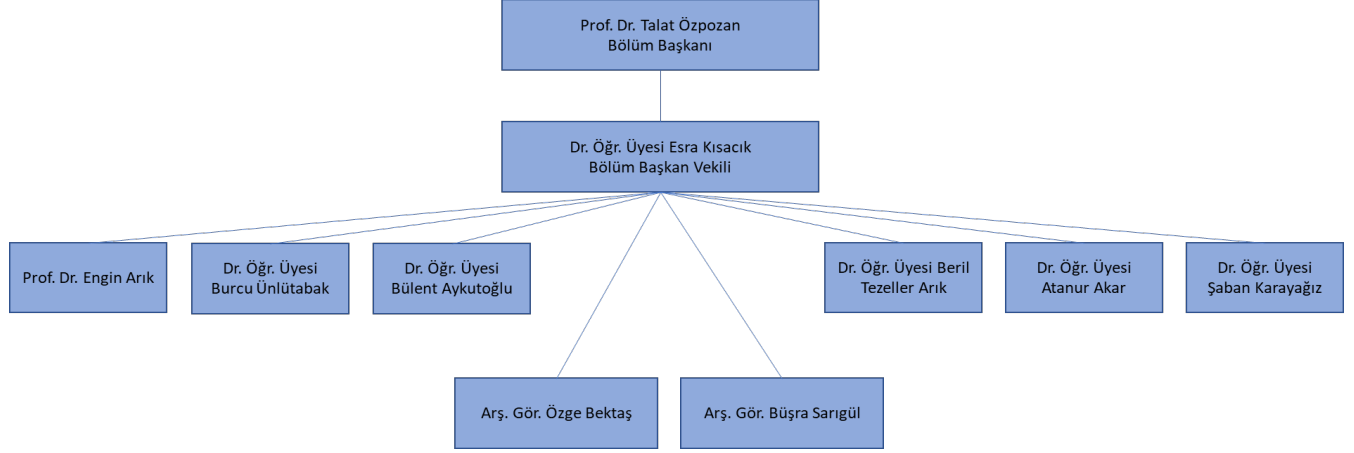 Prof. Dr. Talat Özpozan
Bölüm Başkanı
Dr. Öğr. Üyesi Esra Kısacık
Bölüm Başkan Vekili
Prof. Dr. Engin Arık
Dr. Öğr. Üyesi
Burcu Ünlütabak
Dr. Öğr. Üyesi
Bülent Aykutoğlu
Dr. Öğr. Üyesi Beril
Tezeller Arık
Dr. Öğr. Üyesi
Atanur Akar
Dr. Öğr. Üyesi
Şaban Karayağız
Arş. Gör. Özge Bektaş
Arş. Gör. Büşra Sarıgül